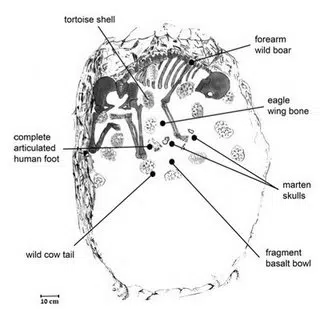 tortoise shell
forearm
wild boar
eagle
wing bone
complete
articulated
human foot
marten
skulls
wild cow tail
fragment
basalt bowl
10 cm